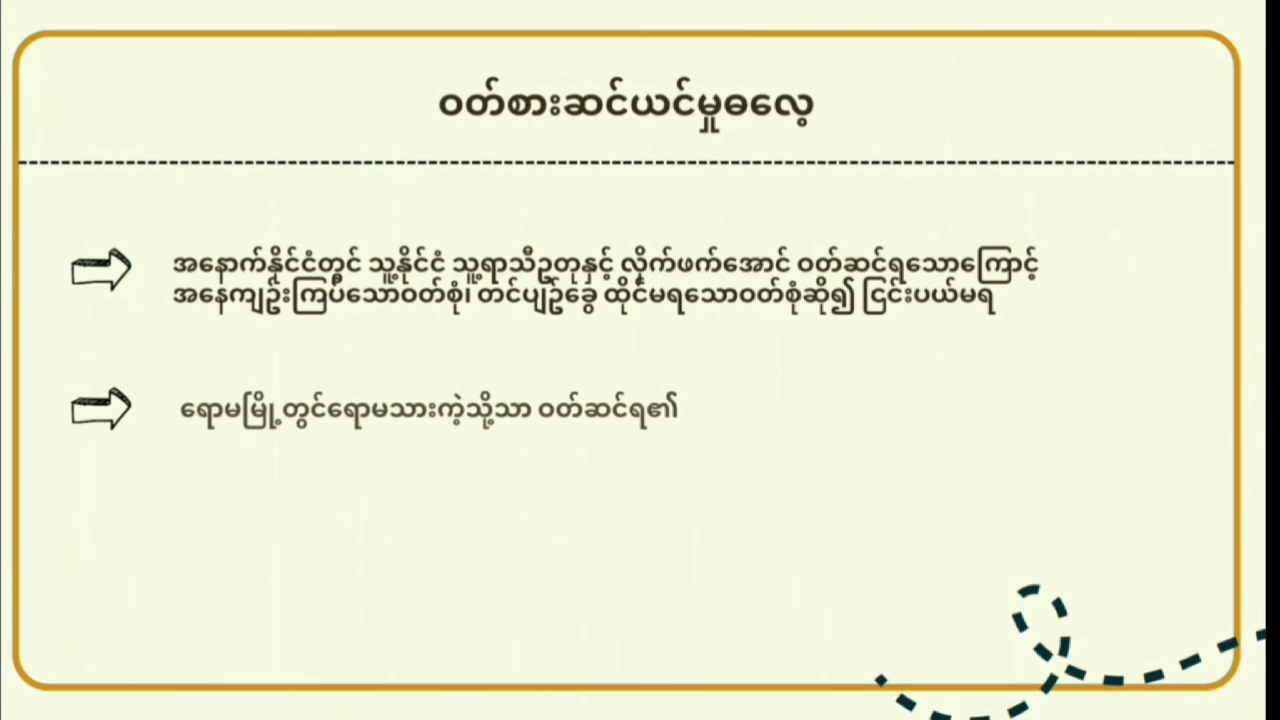 ဝတ်စားဆင်ယင်မှုဓလေ့
အနောက်နိုင်ငံတွင် သူ့နိုင်ငံ သူ့ရာသီဥတုနှင့် လိုက်ဖက်အောင် ဝတ်ဆင်ရသောကြောင့်
အနေကျဉ်းကြပ်သောဝတ်စုံ၊ တင်ပျဉ်ခွေ ထိုင်မရသောဝတ်စုံဆို၍ ငြင်းပယ်မရ
ရောမမြို့တွင်ရောမသားကဲ့သို့သာ ဝတ်ဆင်ရ၏